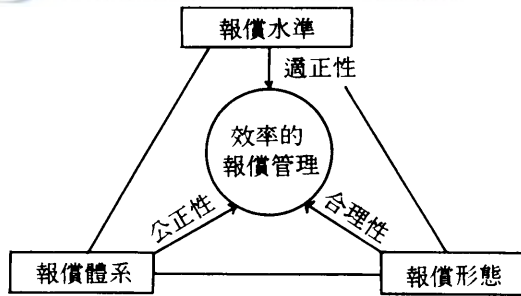 報償水準
適正性
效率的
報償管理
公正性
合理性
報償體系
報償形態